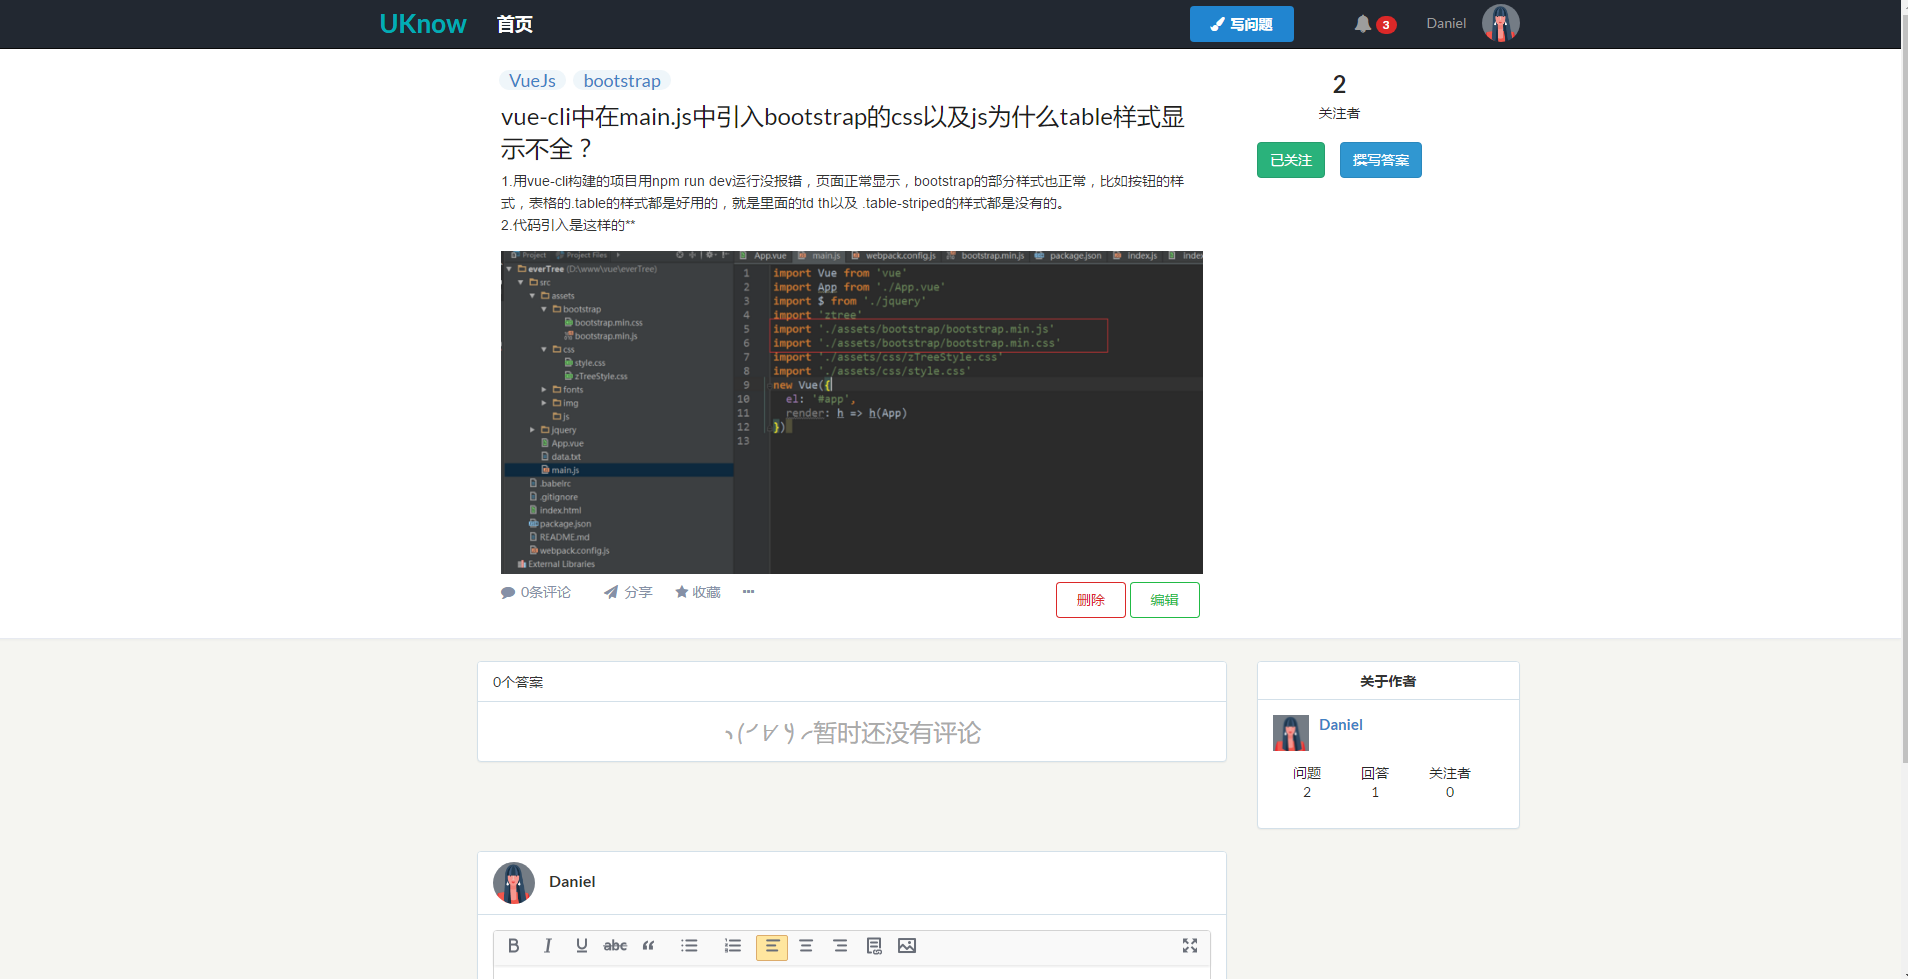 UKnow 首页 写问题 3 Daniel
VueJs bootstrap
vue-cli中在main.js中引入bootstrap的css以及js为什么table样式显
示不全？
1.用vue-cli构建的项目用npm run dev运行没报错，页面正常显示，bootstrap的部分样式也正常，比如按钮的样
式，表格的.table的样式都是好用的，就是里面的td th以及 .table-striped的样式都是没有的。
2.代码引入是这样的**
2
关注者
已关注 撰写答案
Project Project Files
everTree (D:\www\vue\everTree)
src
assets
bootstrap
bootstrap.min.css
bootstrap.min.js
css
style.css
zTreeStyle.css
fonts
img
js
jquery
App.vue
data.txt
main.js
.babelrc
.gitignore
index.html
package.json
README.md
webpack.config.js
External Libraries
App.vue main.js webpack.config.js bootstrap.min.js package.json index.js index
1 import Vue from 'vue'
2 import App from './App.vue'
3 import $ from './jquery'
4 import 'ztree'
5 import './assets/bootstrap/bootstrap.min.js'
6 import './assets/bootstrap/bootstrap.min.css'
7 import './assets/css/zTreeStyle.css'
8 import './assets/css/style.css'
9 new Vue({
10 el: '#app',
11 render: h => h(App)
12 })
13
0条评论 分享 收藏 ···
删除 编辑
0个答案
暂时还没有评论
关于作者
Daniel
问题 回答 关注者
2 1 0
Daniel
B I U abc “